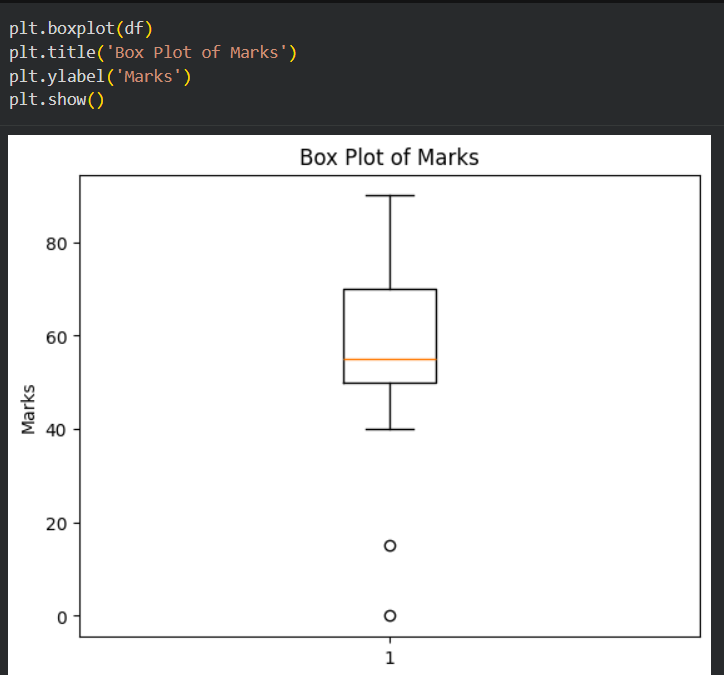 plt.boxplot(df)
plt.title('Box Plot of Marks')
plt.ylabel('Marks')
plt.show()
Box Plot of Marks
80
60
Marks
40
20
0
1